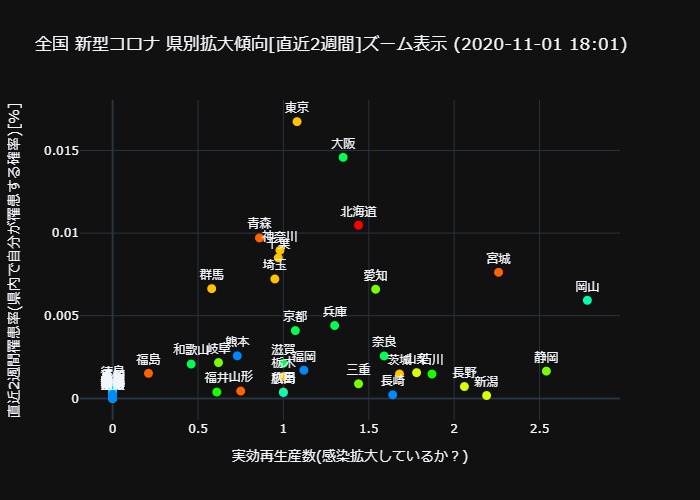 全国 新型コロナ 県別拡大傾向[直近2週間]ズーム表示 (2020-11-01 18:01)
直近2週間罹患率(県内で自分が罹患する確率)[%]
東京
0.015
大阪
北海道
青森
0.01
神奈川
千葉
埼玉
宮城
群馬
愛知
岡山
0.005
兵庫
京都
熊本
奈良
和歌山
岐阜
滋賀
福岡
福島
茨城
山梨
石川
静岡
栃木
三重
長野
福井
山形
長崎
新潟
徳島
0
0
0.5
1
1.5
2
2.5
実効再生産数(感染拡大しているか？)